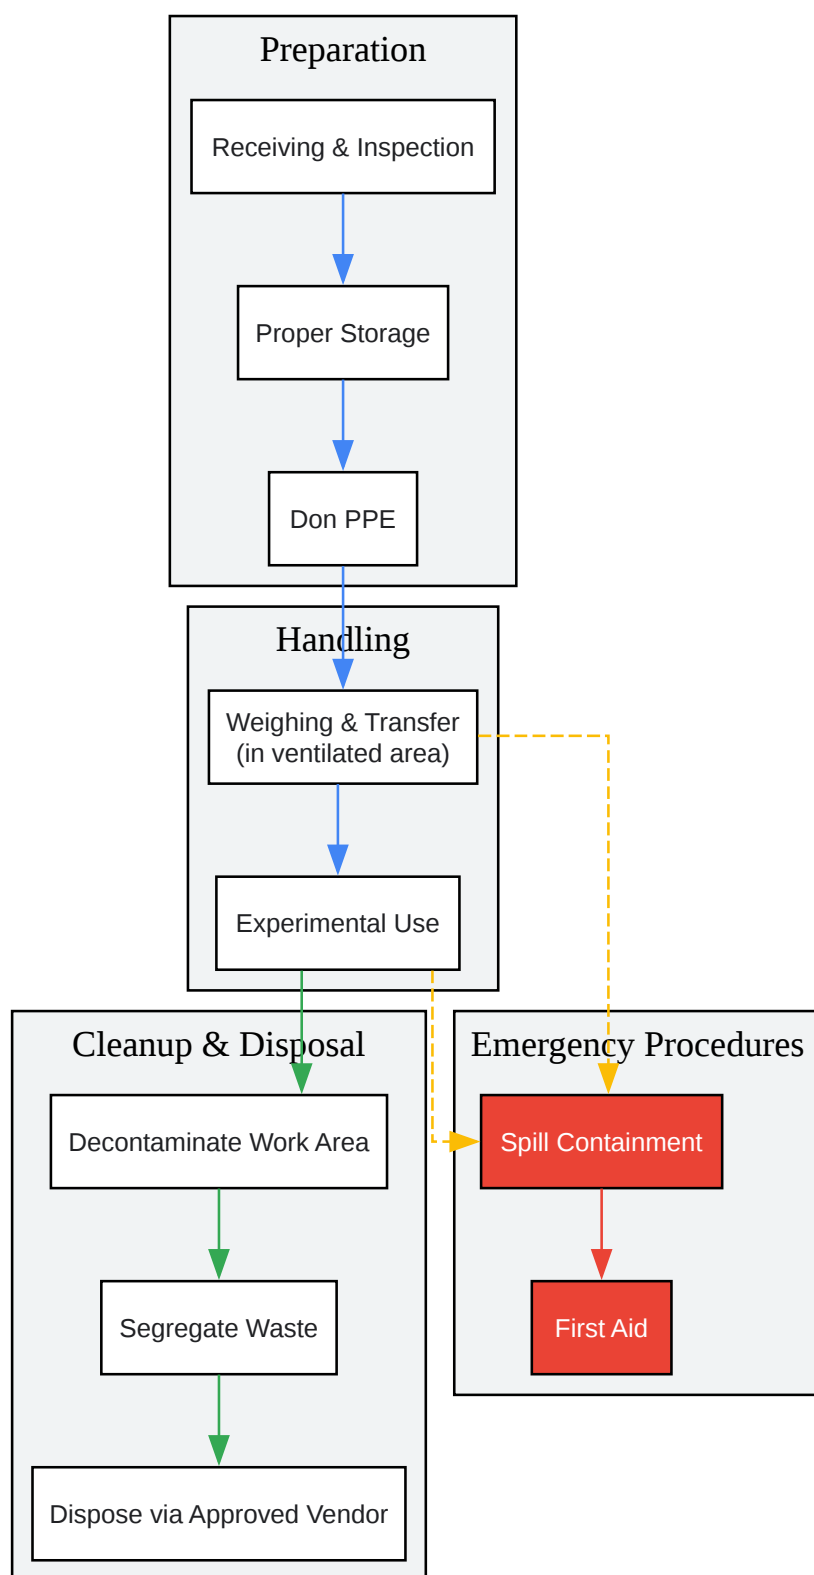 Preparation
Receiving & Inspection
Proper Storage
Don PPE
Handling
Weighing & Transfer
(in ventilated area)
Experimental Use
Cleanup & Disposal
Decontaminate Work Area
Segregate Waste
Dispose via Approved Vendor
Emergency Procedures
Spill Containment
First Aid